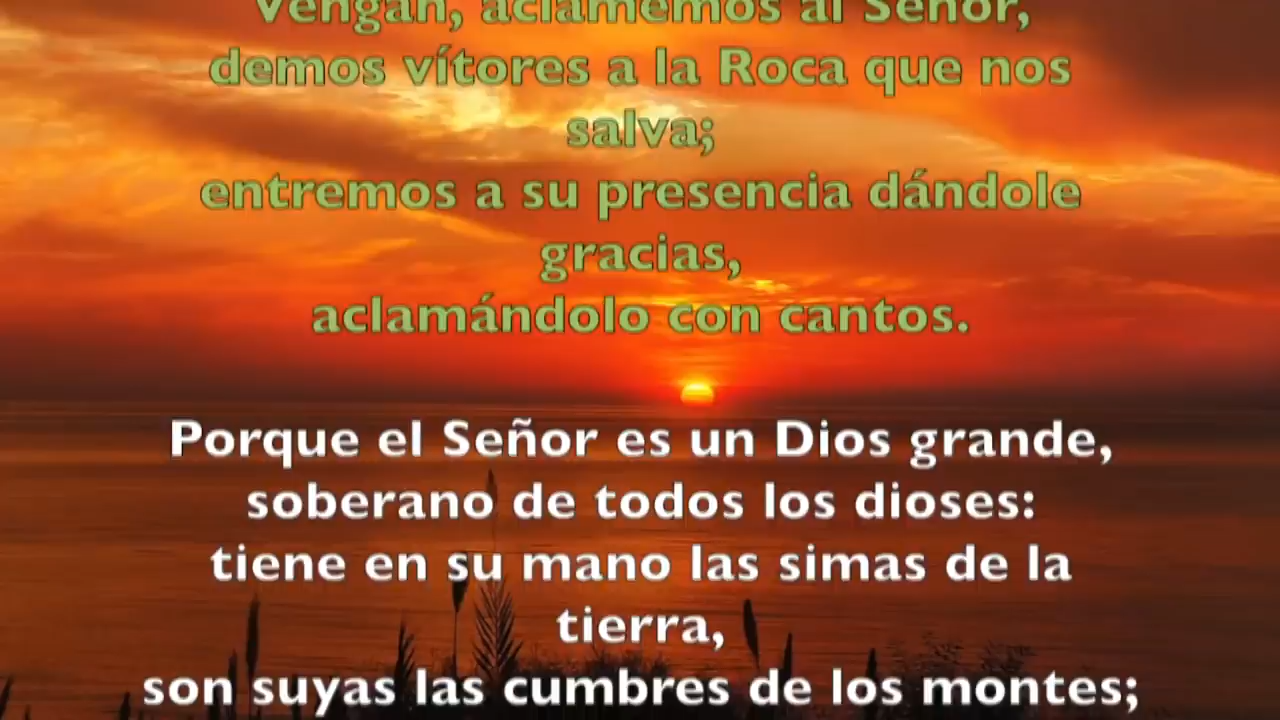 Vengan, aclamemos al Señor,
demos vítores a la Roca que nos
salva;
entremos a su presencia dándole
gracias,
aclamándolo con cantos.
Porque el Señor es un Dios grande,
soberano de todos los dioses:
tiene en su mano las simas de la
tierra,
son suyas las cumbres de los montes;